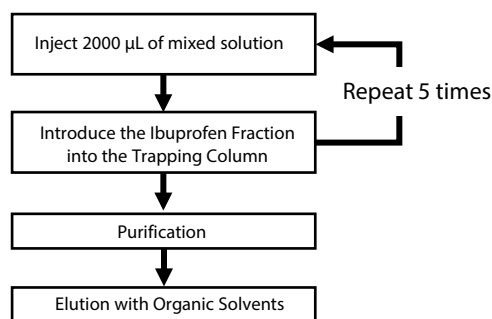 Inject 2000 µL of mixed solution
Repeat 5 times
Introduce the Ibuprofen Fraction
into the Trapping Column
Purification
Elution with Organic Solvents